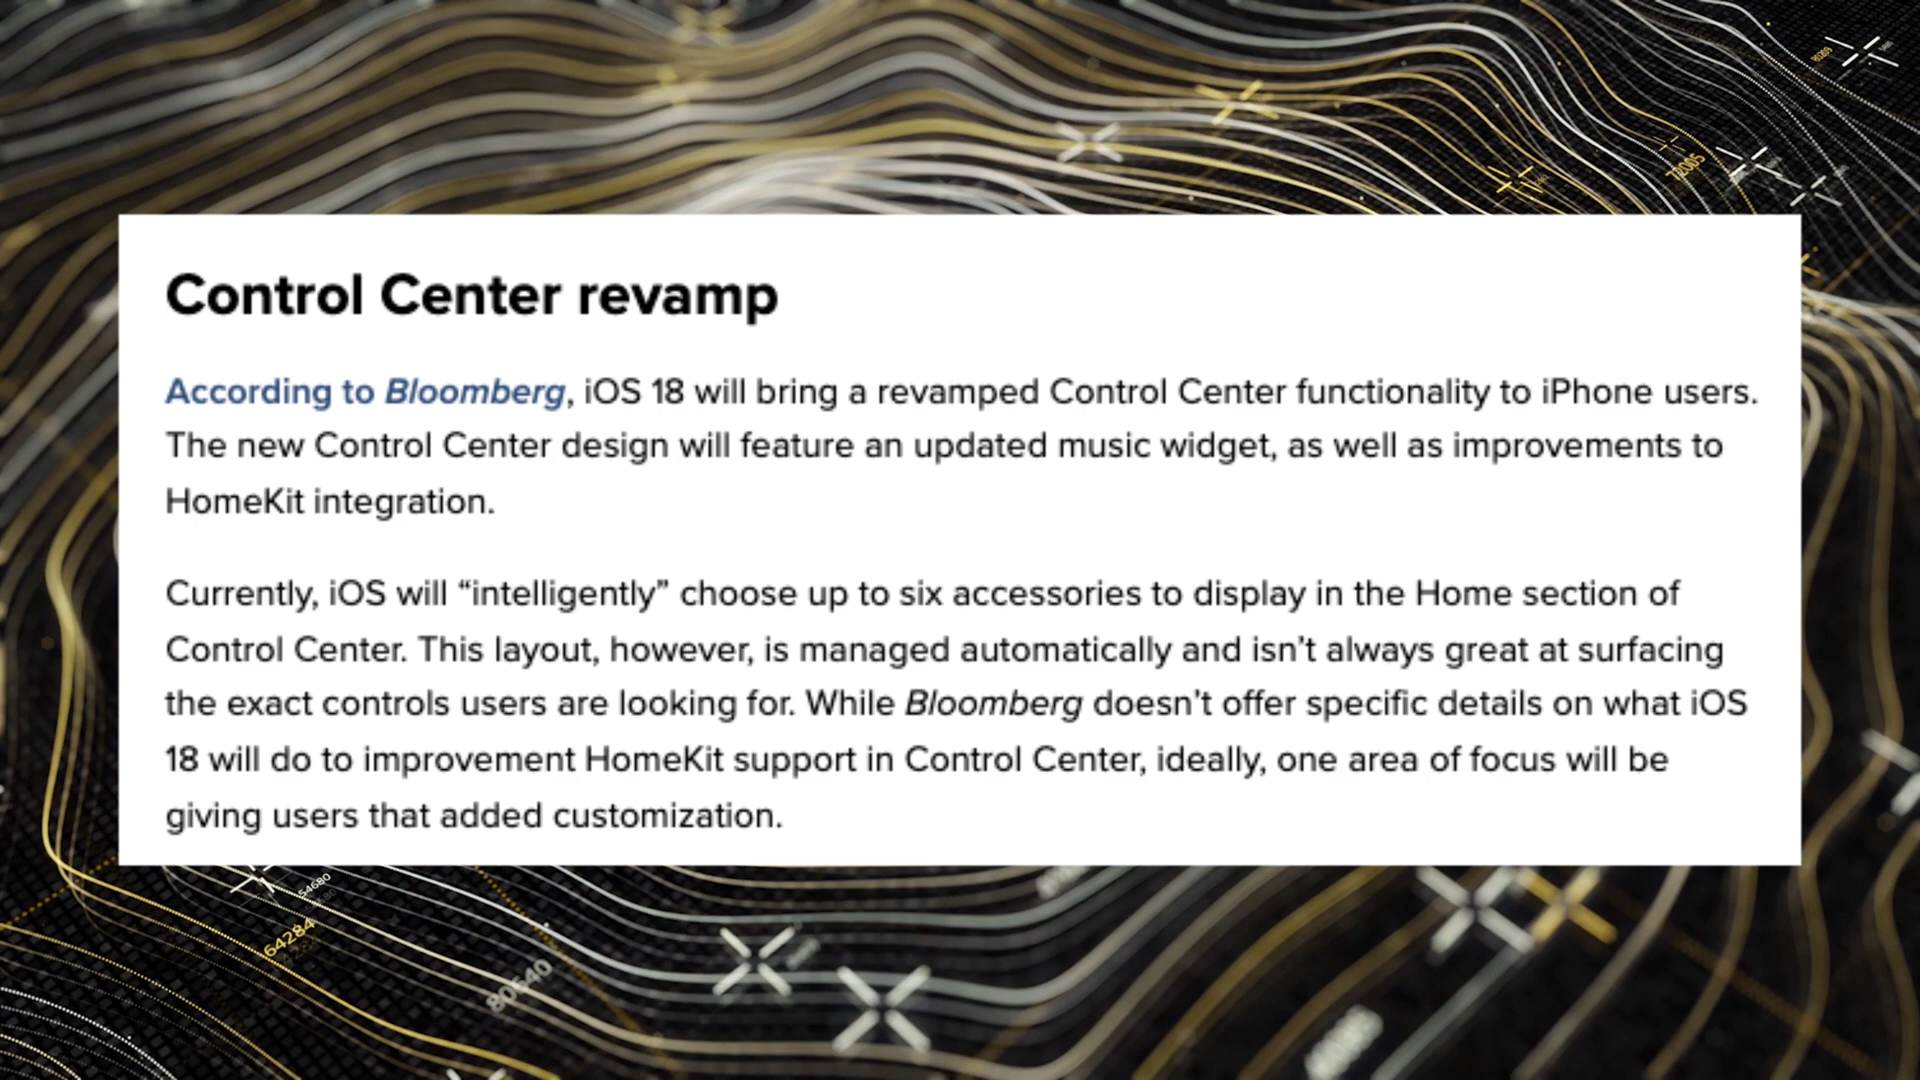 80209
12005
Control Center revamp
According to Bloomberg, iOS 18 will bring a revamped Control Center functionality to iPhone users.
The new Control Center design will feature an updated music widget, as well as improvements to
HomeKit integration.
Currently, iOS will “intelligently” choose up to six accessories to display in the Home section of
Control Center. This layout, however, is managed automatically and isn’t always great at surfacing
the exact controls users are looking for. While Bloomberg doesn’t offer specific details on what iOS
18 will do to improvement HomeKit support in Control Center, ideally, one area of focus will be
giving users that added customization.
54680
64284
80540